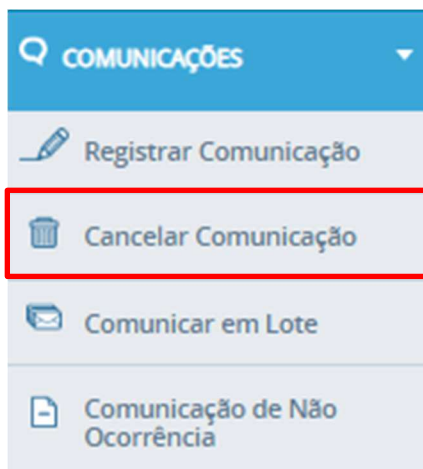 COMUNICAÇÕES
Registrar Comunicação
Cancelar Comunicação
Comunicar em Lote
Comunicação de Não
Ocorrência